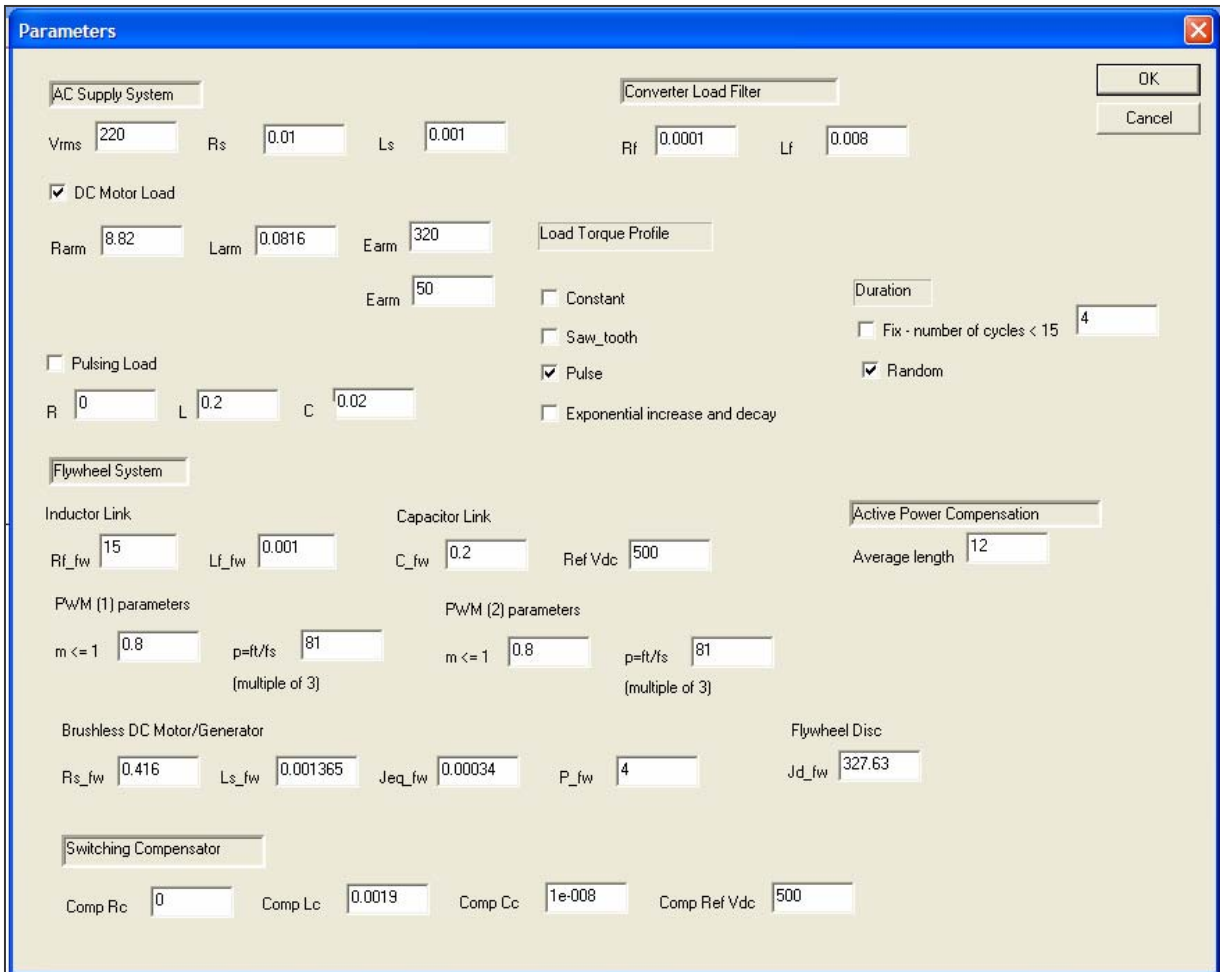 Parameters
AC Supply System
Converter Load Filter
OK
Cancel
Vrms 220 Rs 0.01 Ls 0.001 Rf 0.0001 Lf 0.008
DC Motor Load
Rarm 8.82 Larm 0.0816 Earm 320 Load Torque Profile
Earm 50 Constant Duration
Saw_tooth Fix - number of cycles < 15 4
Pulsing Load Pulse Random
R 0 L 0.2 C 0.02 Exponential increase and decay
Flywheel System
Inductor Link Capacitor Link Active Power Compensation
Rf_fw 15 Lf_fw 0.001 C_fw 0.2 Ref Vdc 500 Average length 12
PWM (1) parameters PWM (2) parameters
m <= 1 0.8 p=ft/fs 81 m <= 1 0.8 p=ft/fs 81
(multiple of 3) (multiple of 3)
Brushless DC Motor/Generator Flywheel Disc
Rs_fw 0.416 Ls_fw 0.001365 Jeq_fw 0.00034 P_fw 4 Jd_fw 327.63
Switching Compensator
Comp Rc 0 Comp Lc 0.0019 Comp Cc 1e-008 Comp Ref Vdc 500